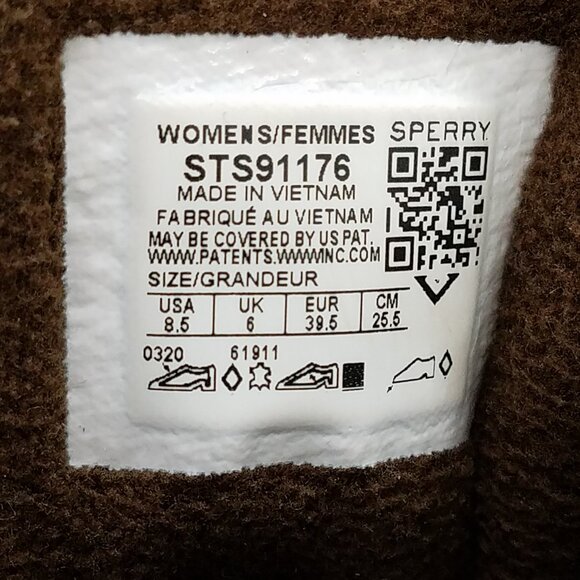 WOMENS/FEMMES SPERRY
STS91176
MADE IN VIETNAM
FABRIQUÉ AU VIETNAM
MAY BE COVERED BY US PAT.
WWW.PATENTS.WWWMNC.COM
SIZE/GRANDEUR
USA UK EUR CM
8.5 6 39.5 25.5
0320 61911